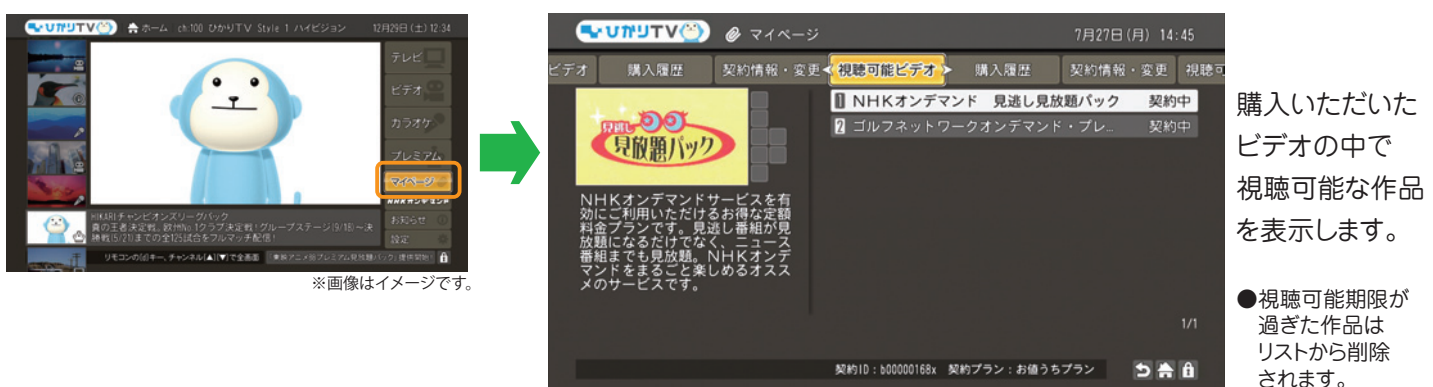 ひかりTV ホーム ch:100 ひかりTV Style 1 ハイビジョン 12月29日(土)12:34
テレビ
ビデオ
カラオケ
プレミアム
マイページ
NHKオンデマンド
お知らせ
設定
HIKARIチャンピオンズリーグパック
真の王者決定戦、欧州No.1クラブ決定戦!グループステージ(9/18)~決
勝戦(5/21)までの全125試合をフルマッチ配信!
リモコンの(d)キー、チャンネル[▲][▼]で全画面
※画像はイメージです。
ひかりTV マイページ 7月27日(月) 14:45
ビデオ 購入履歴 契約情報・変更 視聴可能ビデオ 購入履歴 契約情報・変更 視聴可
見逃し
見放題パック
1 NHKオンデマンド 見逃し見放題パック 契約中
2 ゴルフネットワークオンデマンド・プレ… 契約中
NHKオンデマンドサービスを有
効にご利用いただけるお得な定額
料金プランです。見逃し番組が見
放題になるだけでなく、ニュース
番組までも見放題。NHKオンデ
マンドをまるごと楽しめるオスス
メのサービスです。
1/1
契約ID:b00000168x 契約プラン:お値うちプラン
購入いただいた
ビデオの中で
視聴可能な作品
を表示します。
●視聴可能期限が
過ぎた作品は
リストから削除
されます。